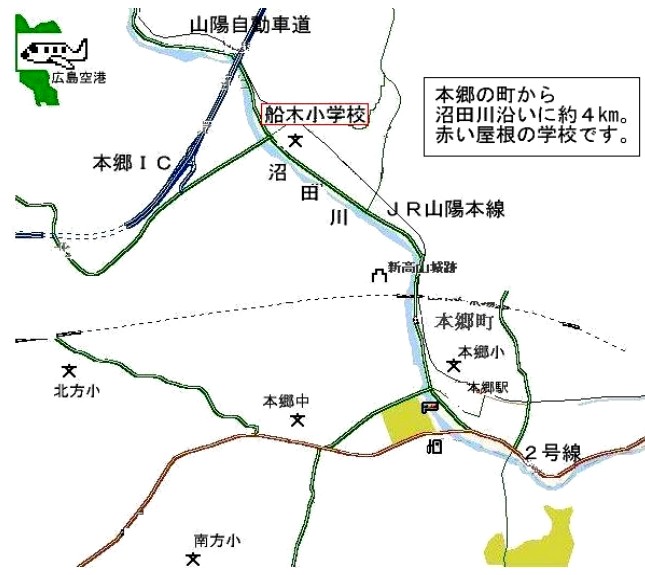 山陽自動車道
広島空港
船木小学校
本郷の町から
沼田川沿いに約4km。
赤い屋根の学校です。
本郷IC
沼田川
JR山陽本線
新高山城跡
本郷町
本郷小
本郷駅
北方小
本郷中
2号線
南方小